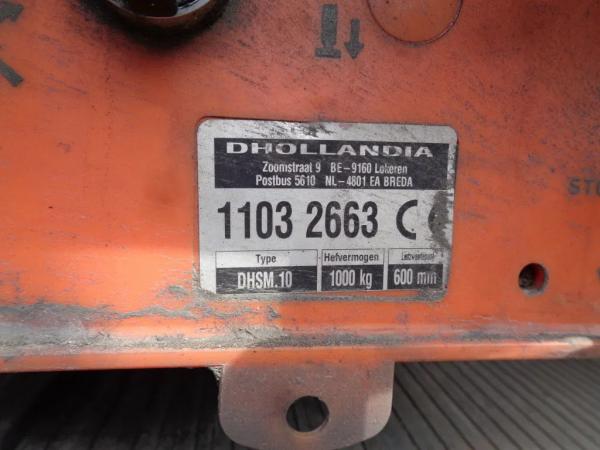 DHOLLANDIA
Zoomstraat 9 BE-9160 Lokeren
Postbus 5610 NL-4801 EA BREDA
1103 2663 CE
Type Hefvermogen
DHSM.10 1000 kg 600 mm